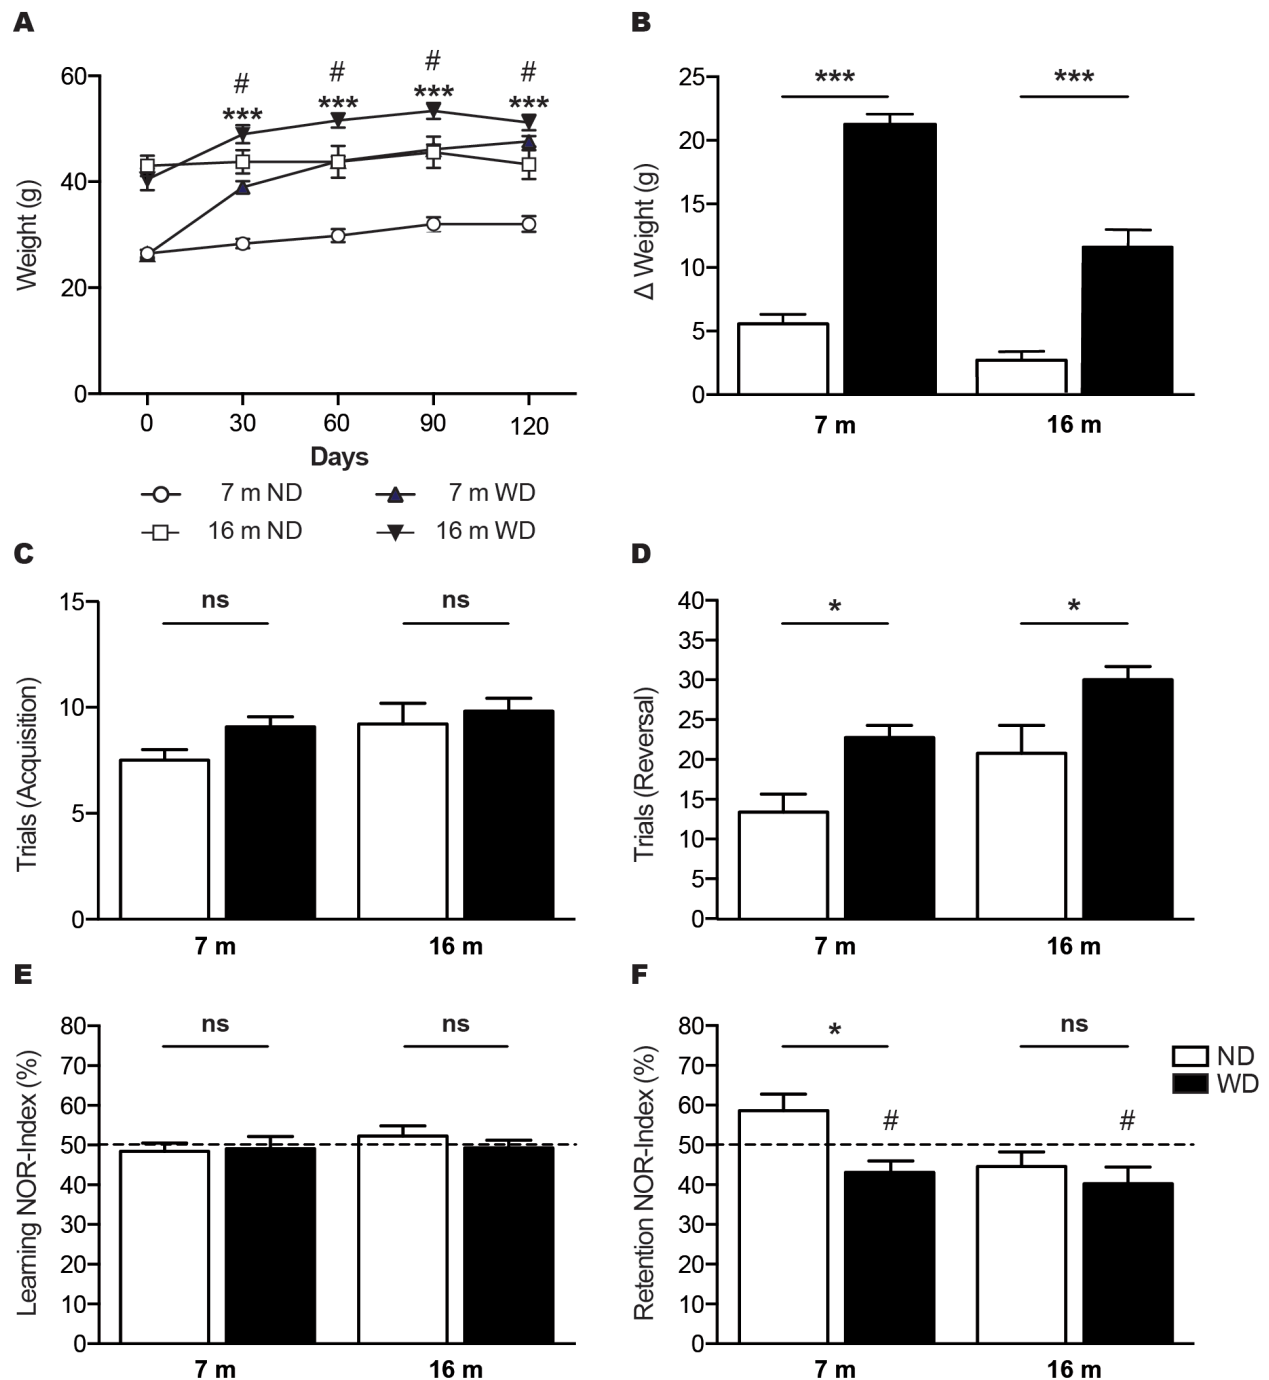 A
Weight (g)
60
40
20
0
# # # #
*** *** *** ***
0 30 60 90 120
Days
7 m ND 7 m WD
16 m ND 16 m WD
B
Δ Weight (g)
25
20
15
10
5
0
*** ***
7 m 16 m
C
Trials (Acquisition)
15
10
5
0
ns ns
7 m 16 m
D
Trials (Reversal)
40
35
30
25
20
15
10
5
0
* *
7 m 16 m
E
Learning NOR-Index (%)
80
70
60
50
40
30
20
10
0
ns ns
7 m 16 m
F
Retention NOR-Index (%)
80
70
60
50
40
30
20
10
0
* ns
# #
7 m 16 m
ND
WD